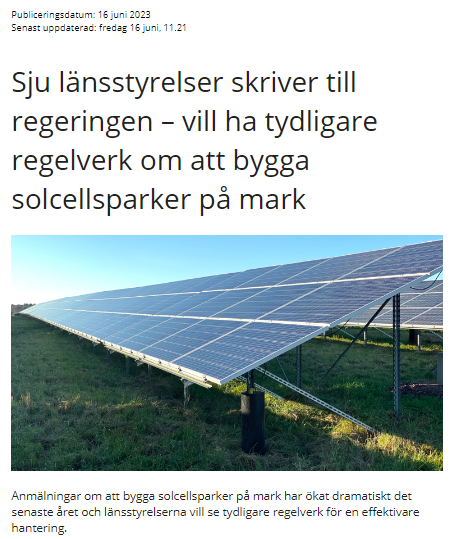 Publiceringsdatum: 16 juni 2023
Senast uppdaterad: fredag 16 juni, 11.21
Sju länsstyrelser skriver till
regeringen – vill ha tydligare
regelverk om att bygga
solcellsparker på mark
Anmälningar om att bygga solcellsparker på mark har ökat dramatiskt det
senaste året och länsstyrelserna vill se tydligare regelverk för en effektivare
hantering.